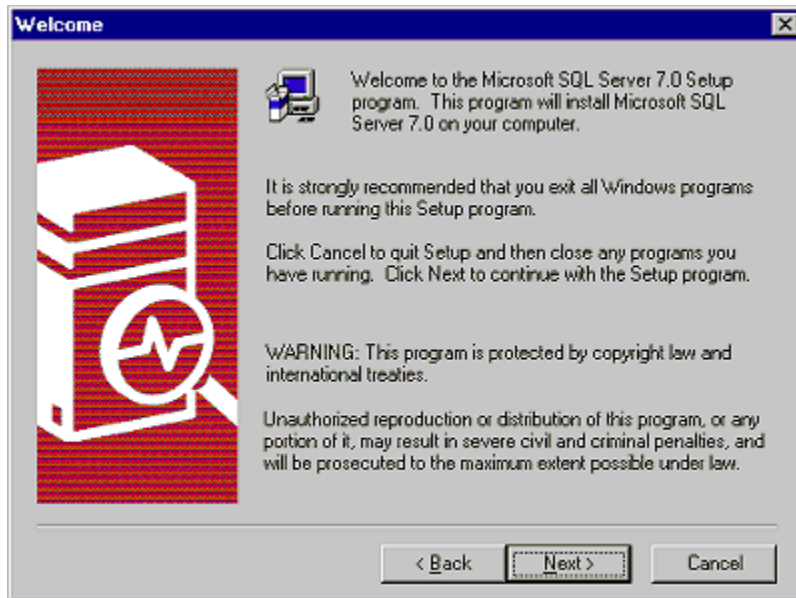 Welcome
Welcome to the Microsoft SQL Server 7.0 Setup
program. This program will install Microsoft SQL
Server 7.0 on your computer.
It is strongly recommended that you exit all Windows programs
before running this Setup program.
Click Cancel to quit Setup and then close any programs you
have running. Click Next to continue with the Setup program.
WARNING: This program is protected by copyright law and
international treaties.
Unauthorized reproduction or distribution of this program, or any
portion of it, may result in severe civil and criminal penalties, and
will be prosecuted to the maximum extent possible under law.
< Back Next > Cancel